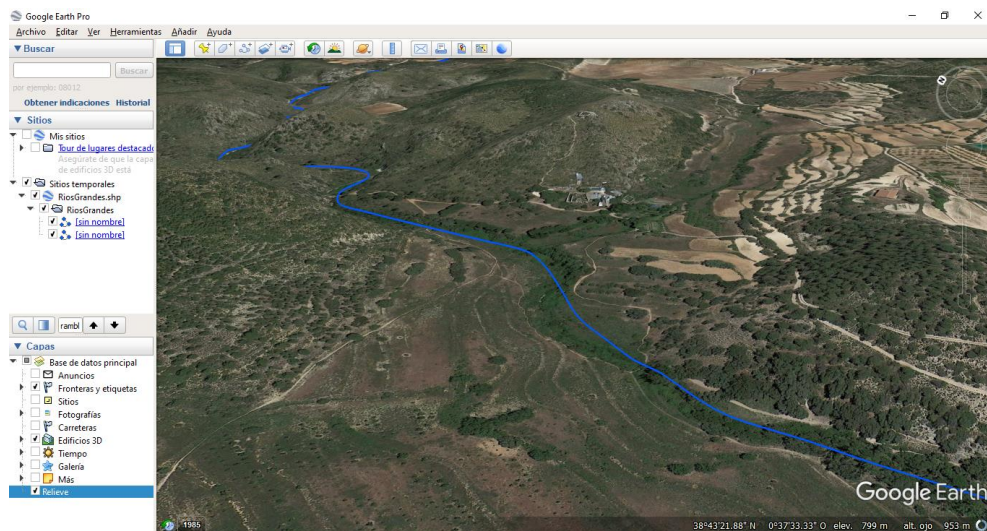 Google Earth Pro
Archivo Editar Ver Herramientas Añadir Ayuda
Buscar
Buscar
por ejemplo: 08012
Obtener indicaciones Historial
Sitios
Mis sitios
Tour de lugares destacado
Asegúrate de que la capa
de edificios 3D está
Sitios temporales
RiosGrandes.shp
RiosGrandes
[sin nombre]
[sin nombre]
rambl
Capas
Base de datos principal
Anuncios
Fronteras y etiquetas
Sitios
Fotografías
Carreteras
Edificios 3D
Tiempo
Galería
Más
Relieve
Google Earth
1985
38°43'21.88" N 0°37'33.33" O elev. 799 m alt. ojo 953 m